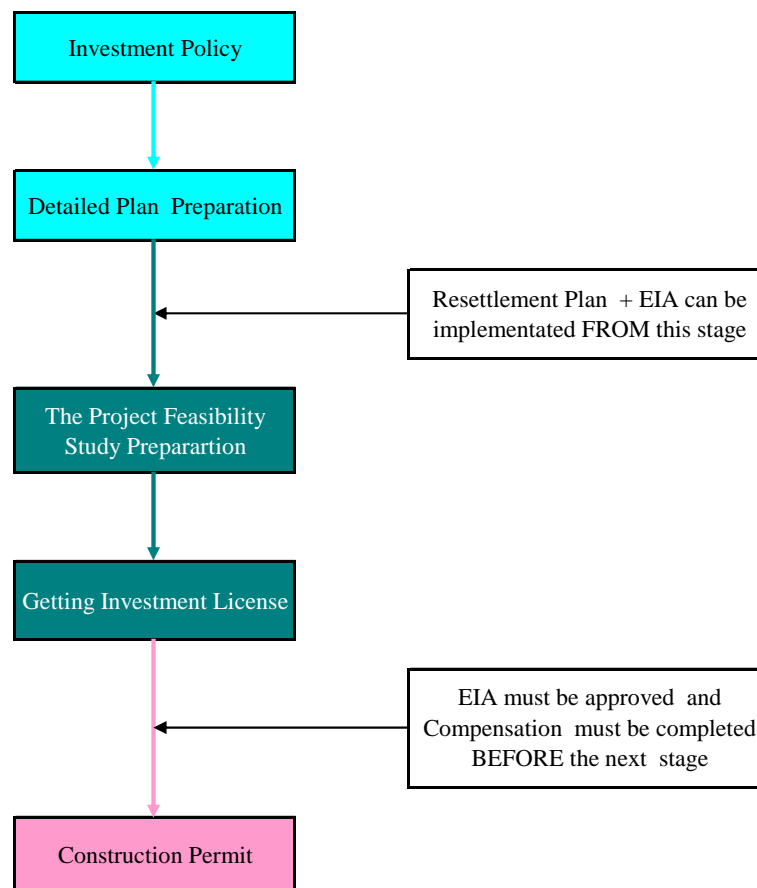 Investment Policy
Detailed Plan Preparation
Resettlement Plan + EIA can be
implementated FROM this stage
The Project Feasibility
Study Preparartion
Getting Investment License
EIA must be approved and
Compensation must be completed
BEFORE the next stage
Construction Permit